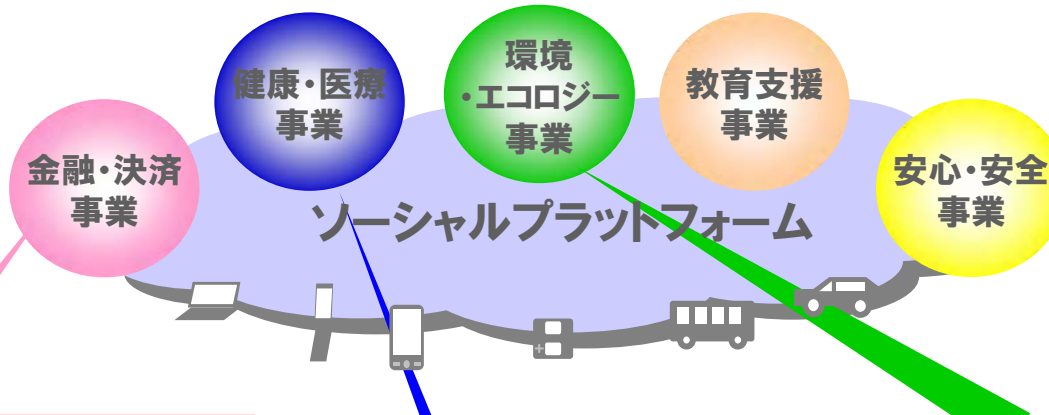 健康・医療
事業
環境
・エコロジー
事業
教育支援
事業
金融・決済
事業
安心・安全
事業
ソーシャルプラットフォーム